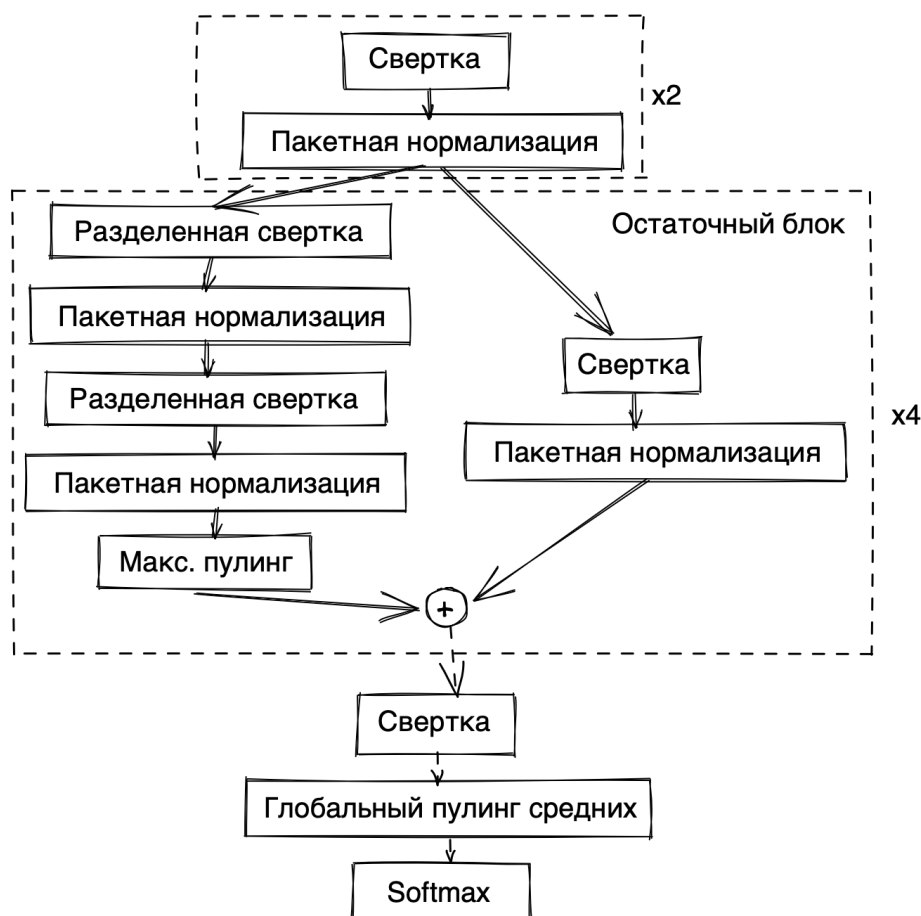 Свертка
x2
Пакетная нормализация
Остаточный блок
Разделенная свертка
Пакетная нормализация
Разделенная свертка
Пакетная нормализация
Макс. пулинг
Свертка
Пакетная нормализация
x4
+
Свертка
Глобальный пулинг средних
Softmax